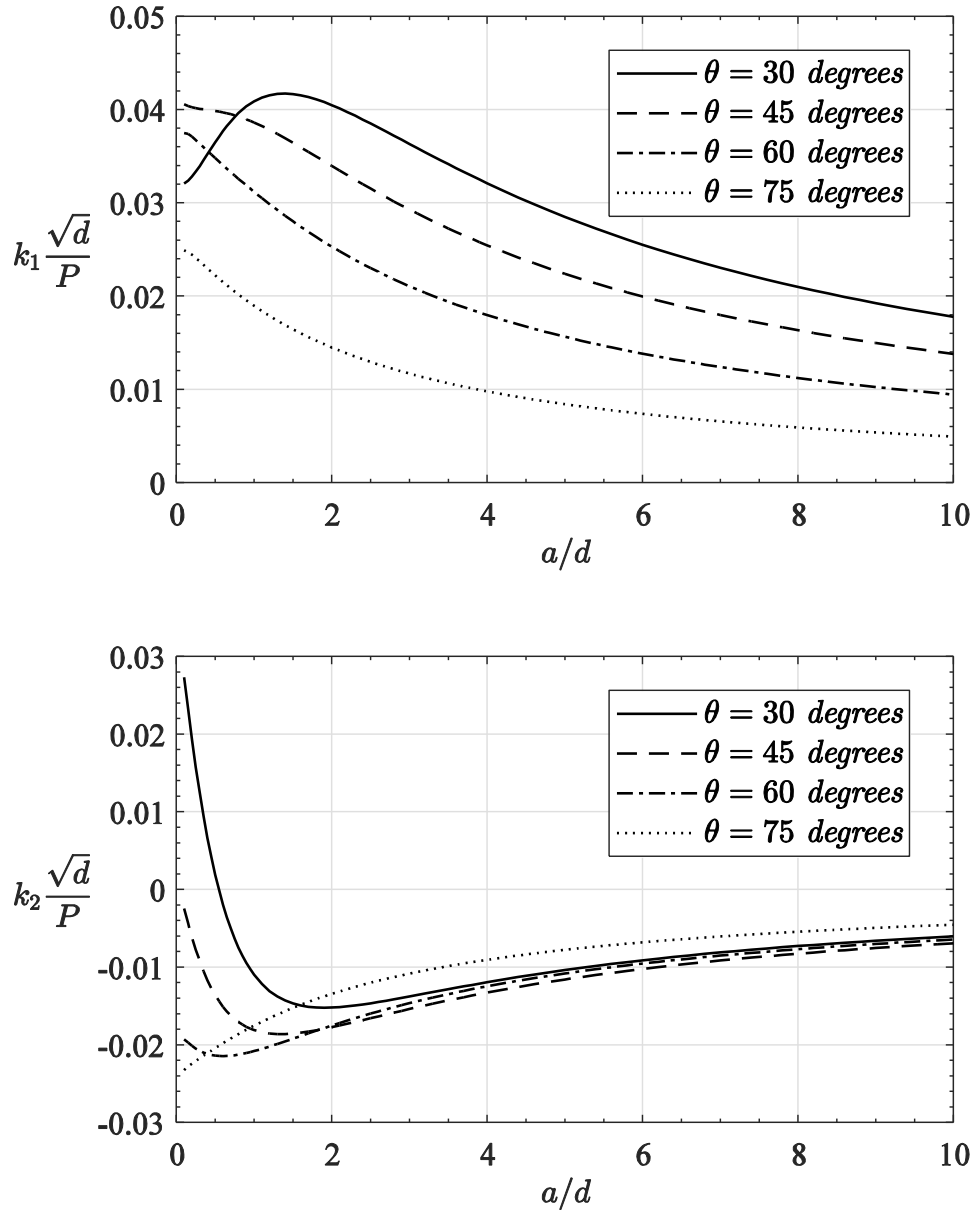 0.05
θ = 30 degrees
θ = 45 degrees
θ = 60 degrees
θ = 75 degrees
0.04
0.03
k₁ √d/P
0.02
0.01
0
0 2 4 6 8 10
a/d
0.03
θ = 30 degrees
θ = 45 degrees
θ = 60 degrees
θ = 75 degrees
0.02
0.01
k₂ √d/P
0
-0.01
-0.02
-0.03
0 2 4 6 8 10
a/d